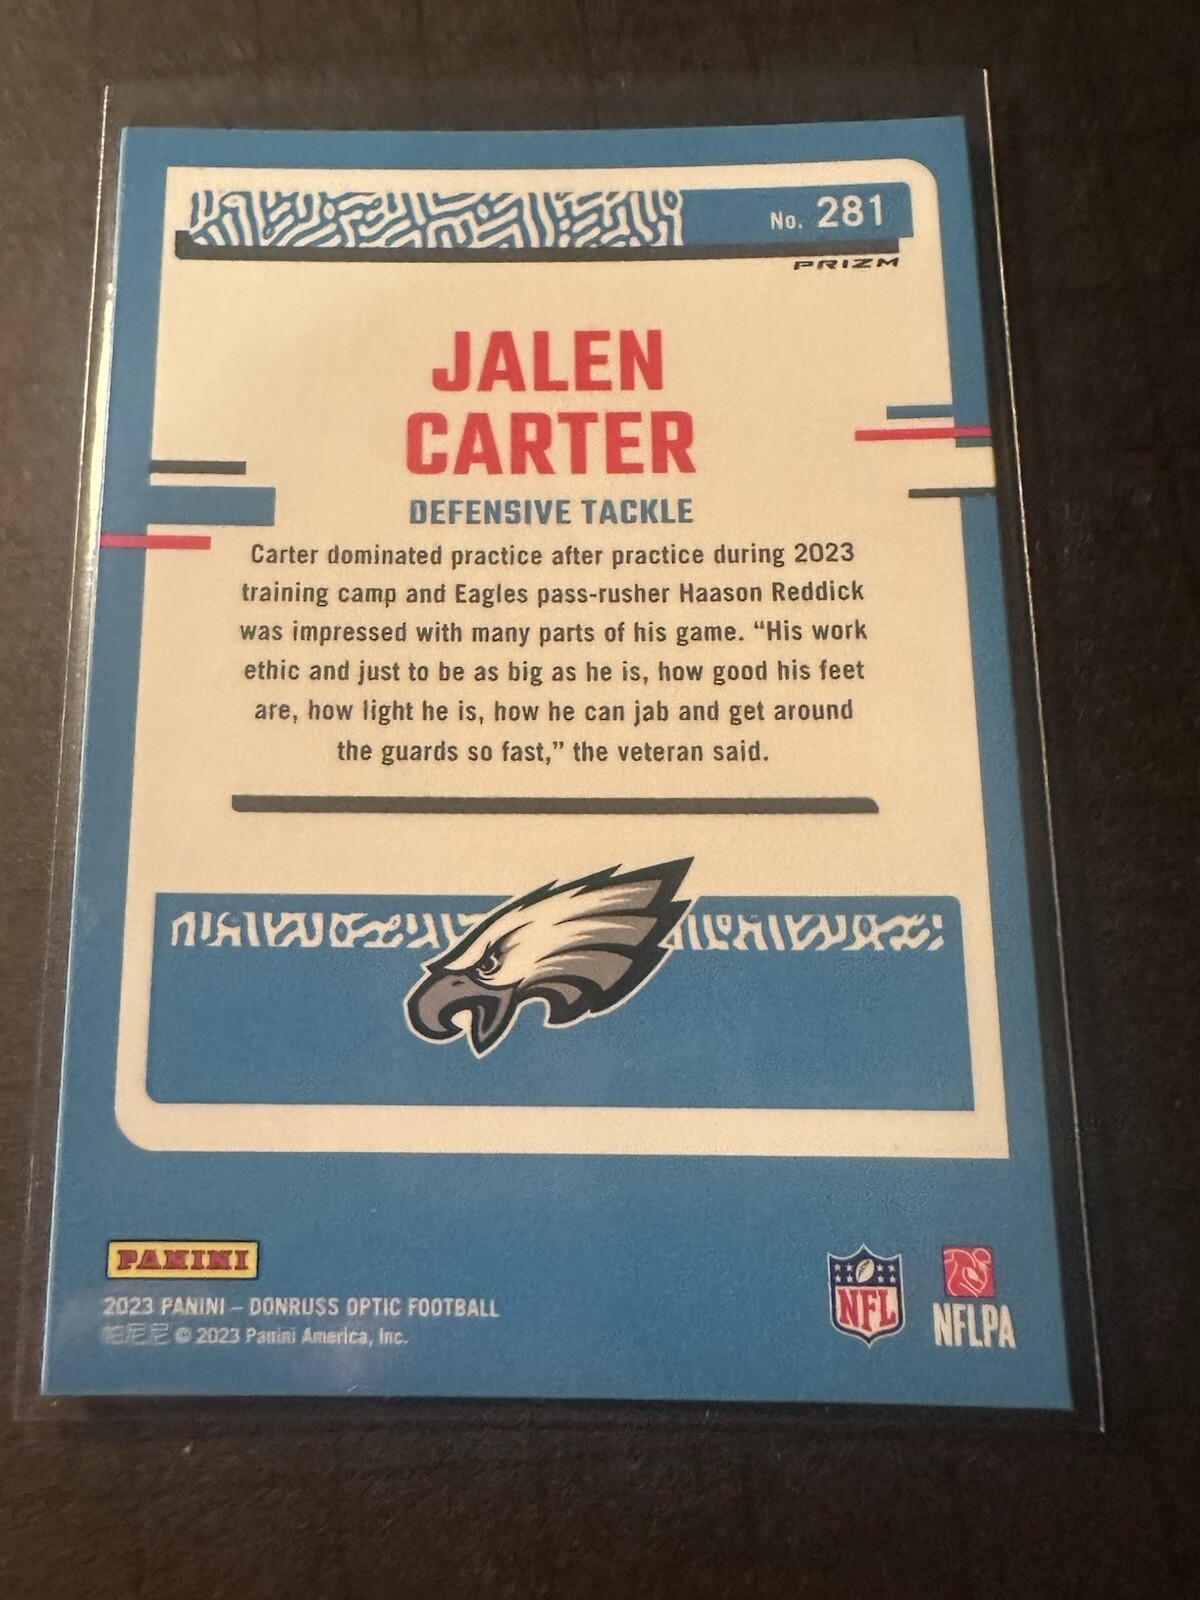 No. 281
PRIZM
JALEN
CARTER
DEFENSIVE TACKLE
Carter dominated practice after practice during 2023
training camp and Eagles pass-rusher Haason Reddick
was impressed with many parts of his game. “His work
ethic and just to be as big as he is, how good his feet
are, how light he is, how he can jab and get around
the guards so fast,” the veteran said.
PANINI
2023 PANINI – DONRUSS OPTIC FOOTBALL
帕尼尼 © 2023 Panini America, Inc.
NFL
NFLPA